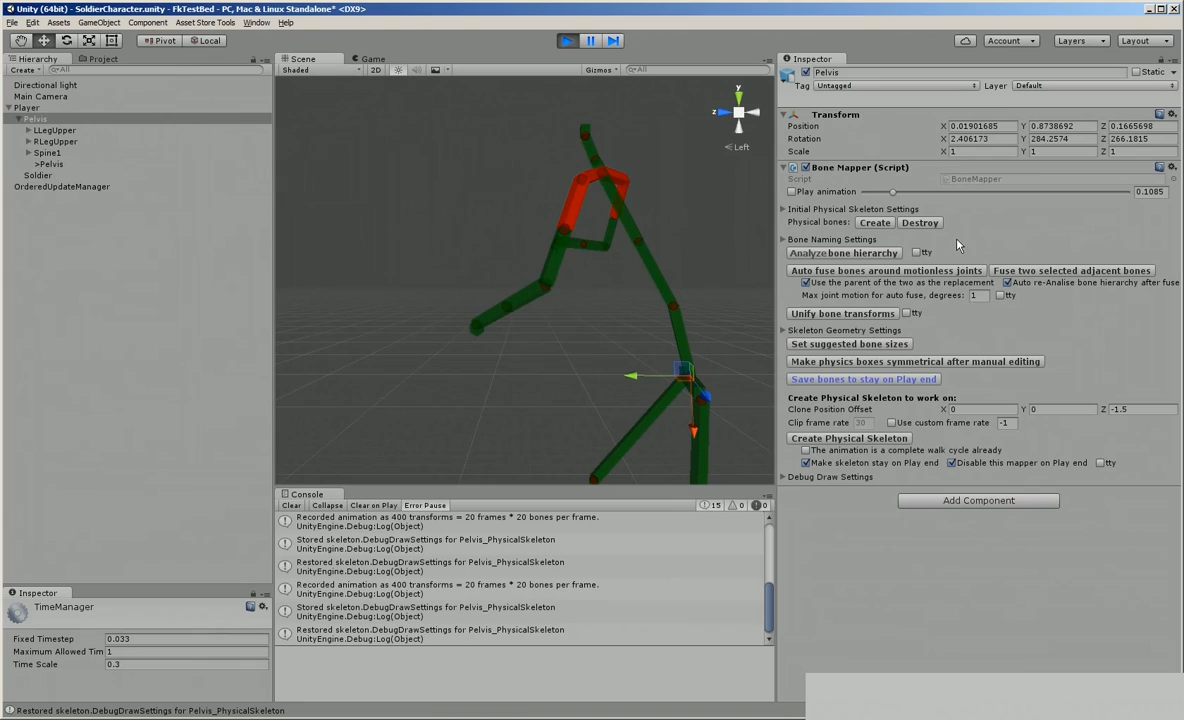 Unity (64bit) - SoldierCharacter.unity - FkTestBed - PC, Mac & Linux Standalone* <DX9>
File Edit Assets GameObject Component Asset Store Tools Window Help
Pivot Local Account Layers Layout
Hierarchy Project
Create All
Directional light
Main Camera
Player
Pelvis
LLegUpper
RLegUpper
Spine1
>Pelvis
Soldier
OrderedUpdateManager
Inspector
TimeManager
Fixed Timestep 0.033
Maximum Allowed Tim 1
Time Scale 0.3
Scene Game
Shaded 2D Gizmos All
y
z
Left
Console
Clear Collapse Clear on Play Error Pause 15 0 0
Recorded animation as 400 transforms = 20 frames * 20 bones per frame.
UnityEngine.Debug:Log(Object)
Stored skeleton.DebugDrawSettings for Pelvis_PhysicalSkeleton
UnityEngine.Debug:Log(Object)
Restored skeleton.DebugDrawSettings for Pelvis_PhysicalSkeleton
UnityEngine.Debug:Log(Object)
Recorded animation as 400 transforms = 20 frames * 20 bones per frame.
UnityEngine.Debug:Log(Object)
Stored skeleton.DebugDrawSettings for Pelvis_PhysicalSkeleton
UnityEngine.Debug:Log(Object)
Restored skeleton.DebugDrawSettings for Pelvis_PhysicalSkeleton
UnityEngine.Debug:Log(Object)
Inspector
Pelvis Static
Tag Untagged Layer Default
Transform
Position X 0.01901685 Y 0.8738692 Z 0.1665698
Rotation X 2.406173 Y 284.2574 Z 266.1815
Scale X 1 Y 1 Z 1
Bone Mapper (Script)
Script BoneMapper
Play animation 0.1085
Initial Physical Skeleton Settings
Physical bones: Create Destroy
Bone Naming Settings
Analyze bone hierarchy tty
Auto fuse bones around motionless joints Fuse two selected adjacent bones
Use the parent of the two as the replacement Auto re-Analise bone hierarchy after fuse
Max joint motion for auto fuse, degrees: 1 tty
Unify bone transforms tty
Skeleton Geometry Settings
Set suggested bone sizes
Make physics boxes symmetrical after manual editing
Save bones to stay on Play end
Create Physical Skeleton to work on:
Clone Position Offset X 0 Y 0 Z -1.5
Clip frame rate 30 Use custom frame rate -1
Create Physical Skeleton
The animation is a complete walk cycle already
Make skeleton stay on Play end Disable this mapper on Play end tty
Debug Draw Settings
Add Component
Restored skeleton.DebugDrawSettings for Pelvis_PhysicalSkeleton